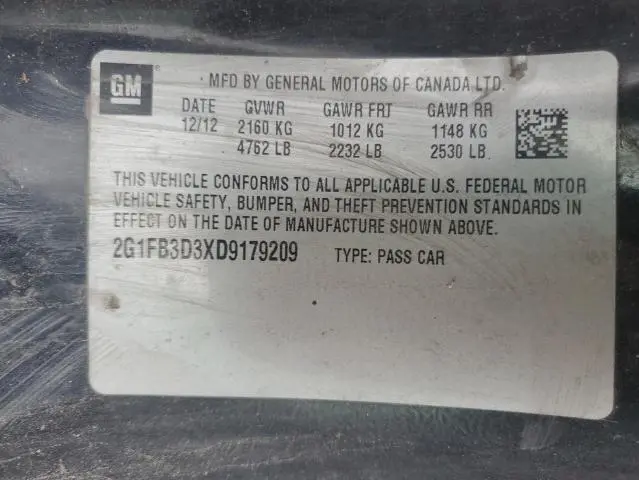 GM ® MFD BY GENERAL MOTORS OF CANADA LTD.
DATE GVWR GAWR FRT GAWR RR
12/12 2160 KG 1012 KG 1148 KG
4762 LB 2232 LB 2530 LB
THIS VEHICLE CONFORMS TO ALL APPLICABLE U.S. FEDERAL MOTOR
VEHICLE SAFETY, BUMPER, AND THEFT PREVENTION STANDARDS IN
EFFECT ON THE DATE OF MANUFACTURE SHOWN ABOVE.
2G1FB3D3XD9179209 TYPE: PASS CAR